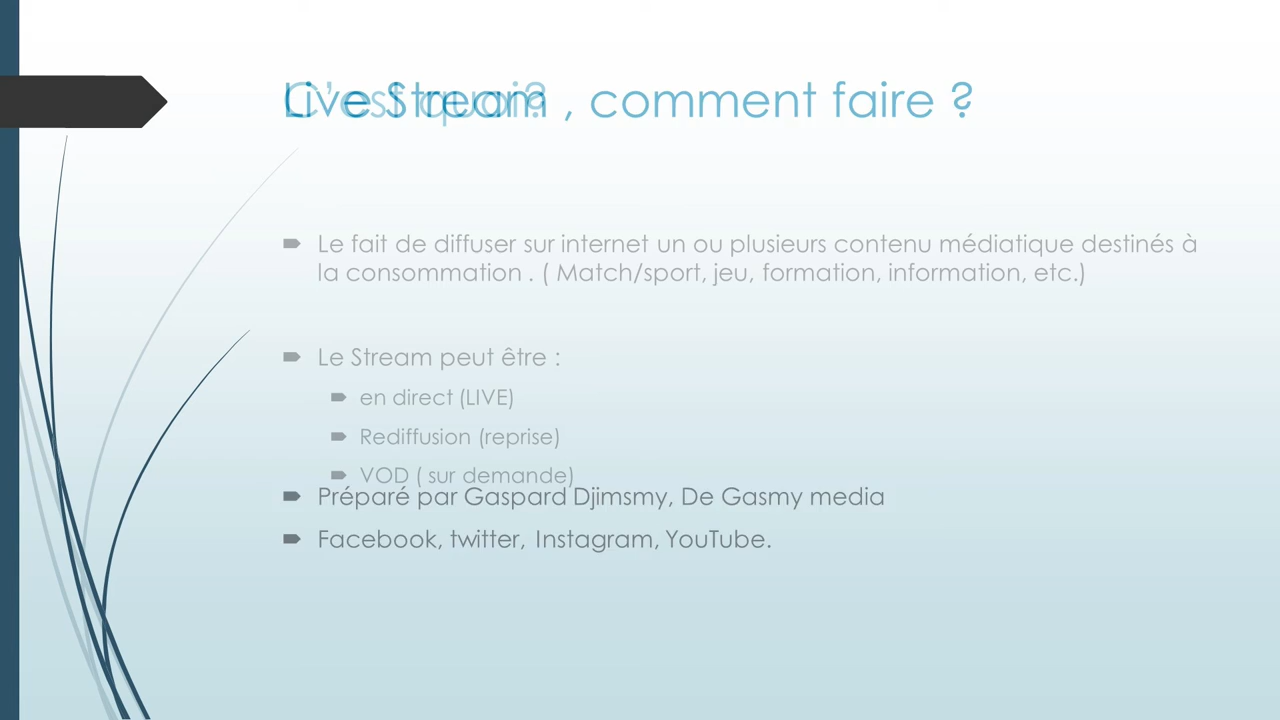 Live Stream , comment faire ?
C'est quoi?
Le fait de diffuser sur internet un ou plusieurs contenu médiatique destinés à
la consommation . ( Match/sport, jeu, formation, information, etc.)
Le Stream peut être :
en direct (LIVE)
Rediffusion (reprise)
VOD ( sur demande)
Préparé par Gaspard Djimsmy, De Gasmy media
Facebook, twitter, Instagram, YouTube.